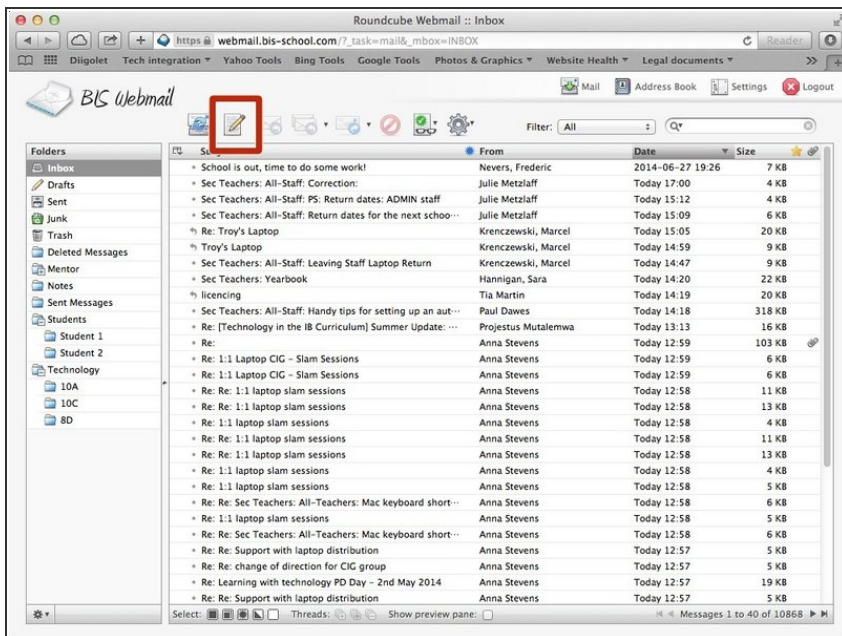 Roundcube Webmail :: Inbox
https webmail.bis-school.com/?_task=mail&_mbox=INBOX Reader
Diigolet Tech integration Yahoo Tools Bing Tools Google Tools Photos & Graphics Website Health Legal documents
BIS Webmail
Mail Address Book Settings Logout
Filter: All
Folders From Date Size
Inbox School is out, time to do some work! Nevers, Frederic 2014-06-27 19:26 7 KB
Drafts Sec Teachers: All-Staff: Correction: Julie Metzlaff Today 17:00 4 KB
Sent Sec Teachers: All-Staff: PS: Return dates: ADMIN staff Julie Metzlaff Today 15:12 4 KB
Junk Sec Teachers: All-Staff: Return dates for the next schoo··· Julie Metzlaff Today 15:09 6 KB
Trash Re: Troy's Laptop Krenczewski, Marcel Today 15:05 20 KB
Deleted Messages Troy's Laptop Krenczewski, Marcel Today 14:59 9 KB
Mentor Sec Teachers: All-Staff: Leaving Staff Laptop Return Krenczewski, Marcel Today 14:47 9 KB
Notes Sec Teachers: Yearbook Hannigan, Sara Today 14:20 22 KB
Sent Messages licencing Tia Martin Today 14:19 20 KB
Students Sec Teachers: All-Staff: Handy tips for setting up an aut··· Paul Dawes Today 14:18 318 KB
Student 1 Re: [Technology in the IB Curriculum] Summer Update: ··· Projestus Mutalemwa Today 13:13 16 KB
Student 2 Re: Anna Stevens Today 12:59 103 KB
Technology Re: 1:1 Laptop CIG - Slam Sessions Anna Stevens Today 12:59 6 KB
10A Re: 1:1 Laptop CIG - Slam Sessions Anna Stevens Today 12:59 6 KB
10C Re: Re: 1:1 laptop slam sessions Anna Stevens Today 12:58 11 KB
8D Re: Re: 1:1 laptop slam sessions Anna Stevens Today 12:58 13 KB
Re: 1:1 laptop slam sessions Anna Stevens Today 12:58 4 KB
Re: Re: 1:1 laptop slam sessions Anna Stevens Today 12:58 11 KB
Re: Re: 1:1 laptop slam sessions Anna Stevens Today 12:58 13 KB
Re: 1:1 laptop slam sessions Anna Stevens Today 12:58 4 KB
Re: 1:1 laptop slam sessions Anna Stevens Today 12:58 5 KB
Re: Re: Sec Teachers: All-Teachers: Mac keyboard short··· Anna Stevens Today 12:58 6 KB
Re: 1:1 laptop slam sessions Anna Stevens Today 12:58 5 KB
Re: Re: Sec Teachers: All-Teachers: Mac keyboard short··· Anna Stevens Today 12:58 6 KB
Re: Re: Support with laptop distribution Anna Stevens Today 12:57 5 KB
Re: Re: change of direction for CIG group Anna Stevens Today 12:57 5 KB
Re: Learning with technology PD Day - 2nd May 2014 Anna Stevens Today 12:57 19 KB
Re: Re: Support with laptop distribution Anna Stevens Today 12:57 5 KB
Select: Threads: Show preview pane: Messages 1 to 40 of 10868